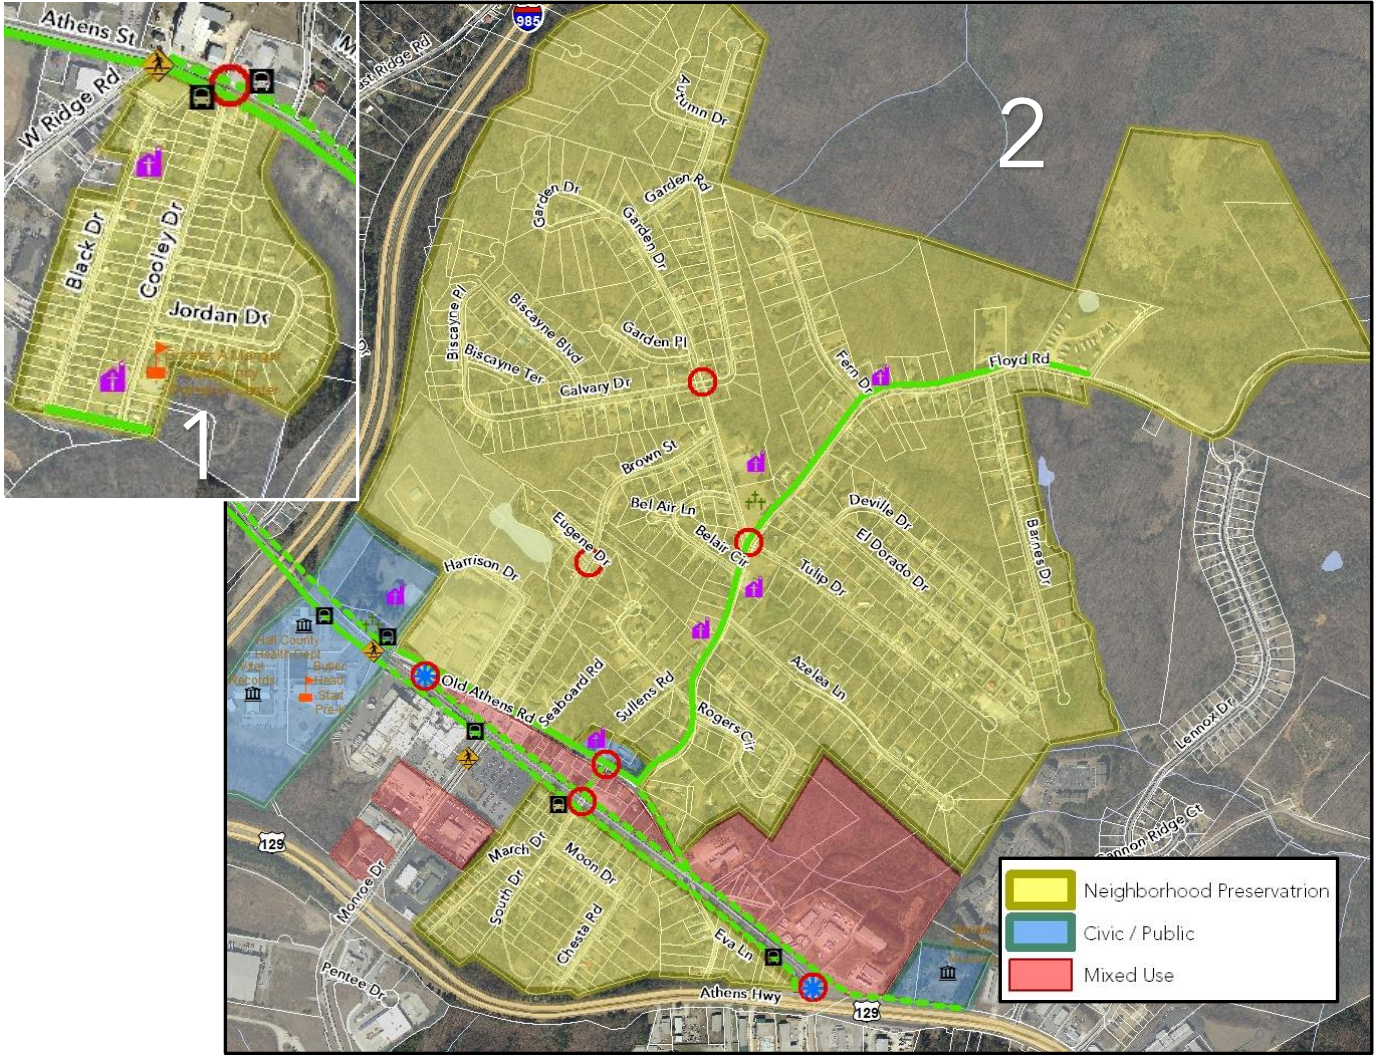 Athens St
W Ridge Rd
Black Dr
Cooley Dr
Jordan Dr
1
985
2
Autumn Dr
Garden Rd
Garden Dr
Garden Dr
Biscayne Pl
Biscayne Blvd
Garden Pl
Biscayne Ter
Calvary Dr
Fern Dr
Floyd Rd
Brown St
Bel Air Ln
Belair Cir
Deville Dr
El Dorado Dr
Eugene Dr
Harrison Dr
Tulip Dr
Barnes Dr
Hall County
Health Dept
Vital
Records
Butler
Head
Start
Pre-k
Old Athens Rd
Seaboard Rd
Sullens Rd
Rogers Cir
Azelea Ln
Lennox Dr
129
March Dr
Moon Dr
South Dr
Monroe Dr
Chesta Rd
Eva Ln
Pentee Dr
Athens Hwy
129
Ridge Ct
Neighborhood Preservatrion
Civic / Public
Mixed Use